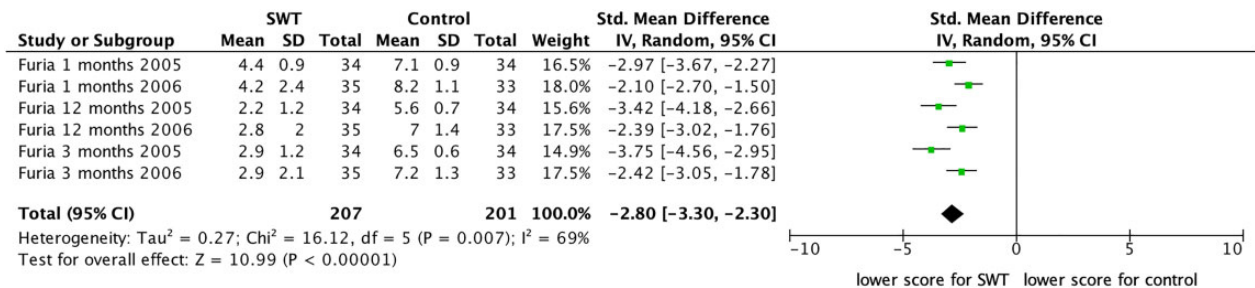 SWT Control Std. Mean Difference Std. Mean Difference
Study or Subgroup Mean SD Total Mean SD Total Weight IV, Random, 95% CI IV, Random, 95% CI
Furia 1 months 2005 4.4 0.9 34 7.1 0.9 34 16.5% −2.97 [−3.67, −2.27]
Furia 1 months 2006 4.2 2.4 35 8.2 1.1 33 18.0% −2.10 [−2.70, −1.50]
Furia 12 months 2005 2.2 1.2 34 5.6 0.7 34 15.6% −3.42 [−4.18, −2.66]
Furia 12 months 2006 2.8 2 35 7 1.4 33 17.5% −2.39 [−3.02, −1.76]
Furia 3 months 2005 2.9 1.2 34 6.5 0.6 34 14.9% −3.75 [−4.56, −2.95]
Furia 3 months 2006 2.9 2.1 35 7.2 1.3 33 17.5% −2.42 [−3.05, −1.78]
Total (95% CI) 207 201 100.0% −2.80 [−3.30, −2.30]
Heterogeneity: Tau² = 0.27; Chi² = 16.12, df = 5 (P = 0.007); I² = 69%
Test for overall effect: Z = 10.99 (P < 0.00001)
−10 −5 0 5 10
lower score for SWT lower score for control